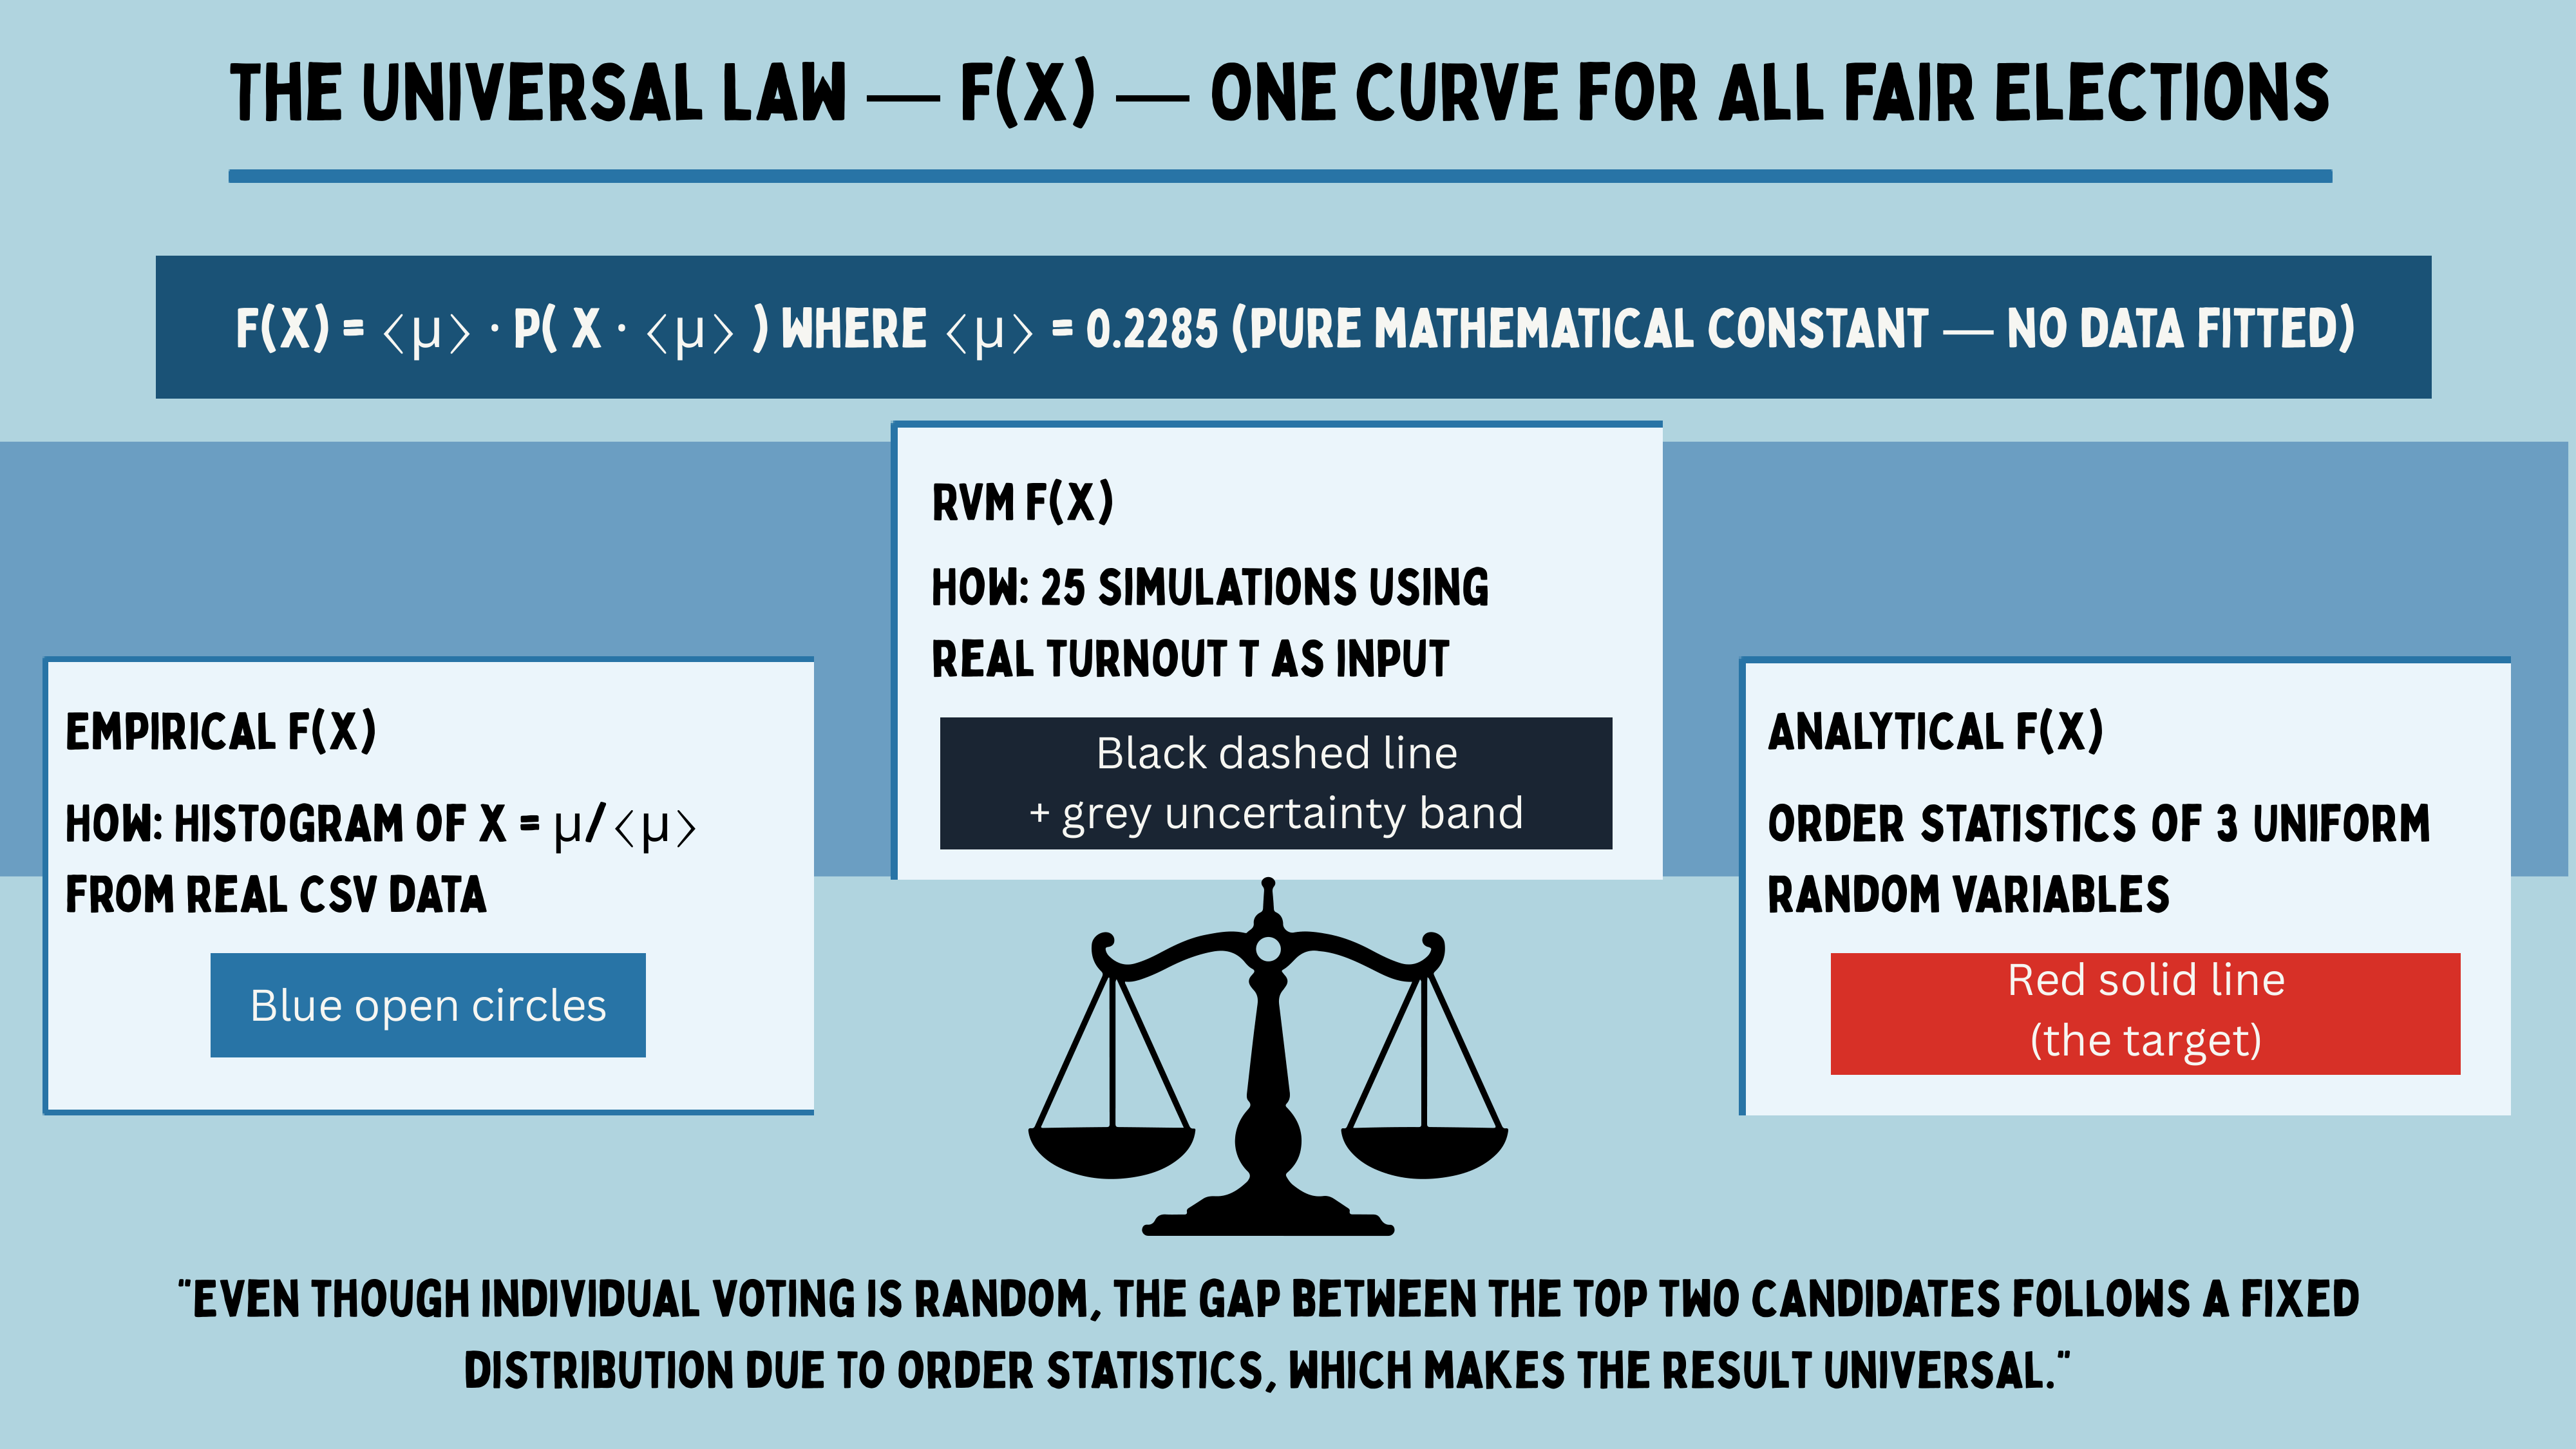 THE UNIVERSAL LAW — F(X) — ONE CURVE FOR ALL FAIR ELECTIONS
F(X) = ⟨μ⟩ · P( X · ⟨μ⟩ ) WHERE ⟨μ⟩ = 0.2285 (PURE MATHEMATICAL CONSTANT — NO DATA FITTED)
EMPIRICAL F(X)
HOW: HISTOGRAM OF X = μ/⟨μ⟩
FROM REAL CSV DATA
Blue open circles
RVM F(X)
HOW: 25 SIMULATIONS USING
REAL TURNOUT T AS INPUT
Black dashed line
+ grey uncertainty band
ANALYTICAL F(X)
ORDER STATISTICS OF 3 UNIFORM
RANDOM VARIABLES
Red solid line
(the target)
"EVEN THOUGH INDIVIDUAL VOTING IS RANDOM, THE GAP BETWEEN THE TOP TWO CANDIDATES FOLLOWS A FIXED
DISTRIBUTION DUE TO ORDER STATISTICS, WHICH MAKES THE RESULT UNIVERSAL."